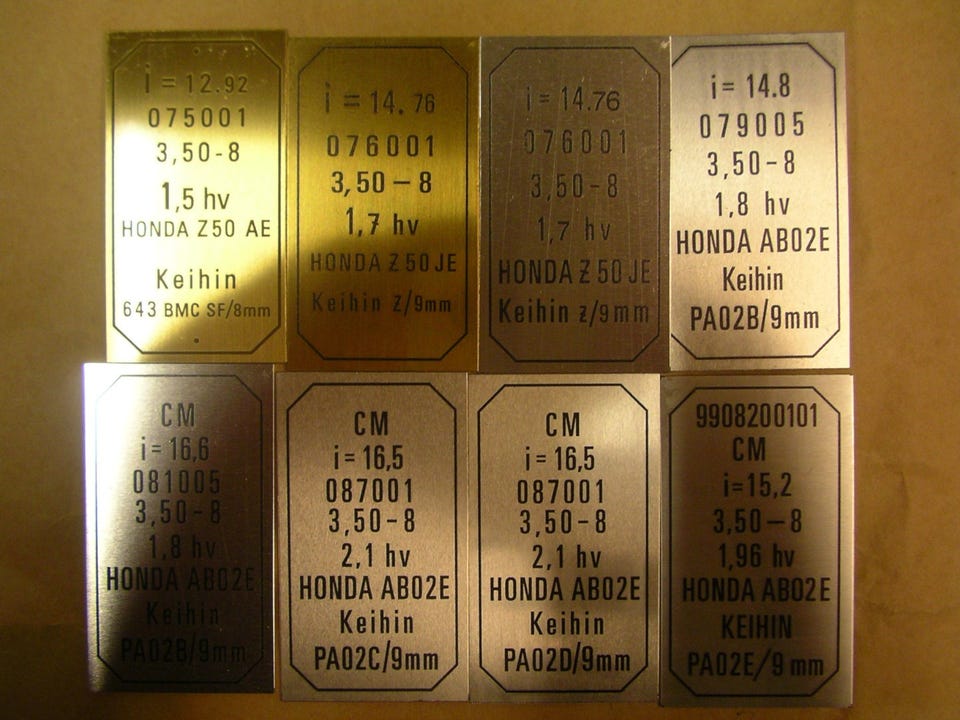 i = 12.92
075001
3,50-8
1,5 hv
HONDA Z50 AE
Keihin
643 BMC SF/8mm
i = 14.76
076001
3,50 – 8
1,7 hv
HONDA Z 50 JE
Keihin z/9mm
i = 14.76
076001
3,50 – 8
1,7 hv
HONDA Z 50 JE
Keihin z/9mm
i = 14.8
079005
3,50-8
1,8 hv
HONDA AB02E
Keihin
PA02B/9mm
CM
i = 16,6
081005
3,50-8
1,8 hv
HONDA AB02E
Keihin
PA02B/9mm
CM
i = 16,5
087001
3,50-8
2,1 hv
HONDA AB02E
Keihin
PA02C/9mm
CM
i = 16,5
087001
3,50-8
2,1 hv
HONDA AB02E
Keihin
PA02D/9mm
9908200101
CM
i=15,2
3,50–8
1,96 hv
HONDA AB02E
KEIHIN
PA02E/9 mm